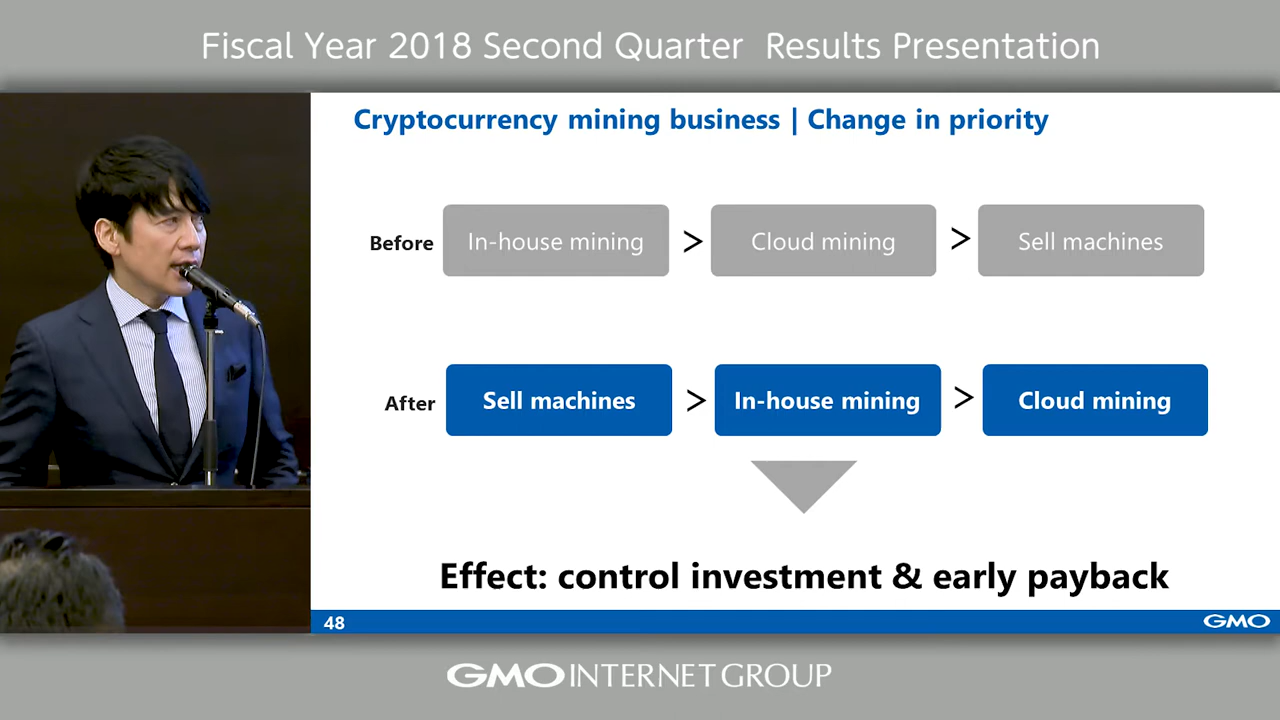 Fiscal Year 2018 Second Quarter Results Presentation
Cryptocurrency mining business | Change in priority
Before In-house mining > Cloud mining > Sell machines
After Sell machines > In-house mining > Cloud mining
Effect: control investment & early payback
48 GMO
GMO INTERNET GROUP